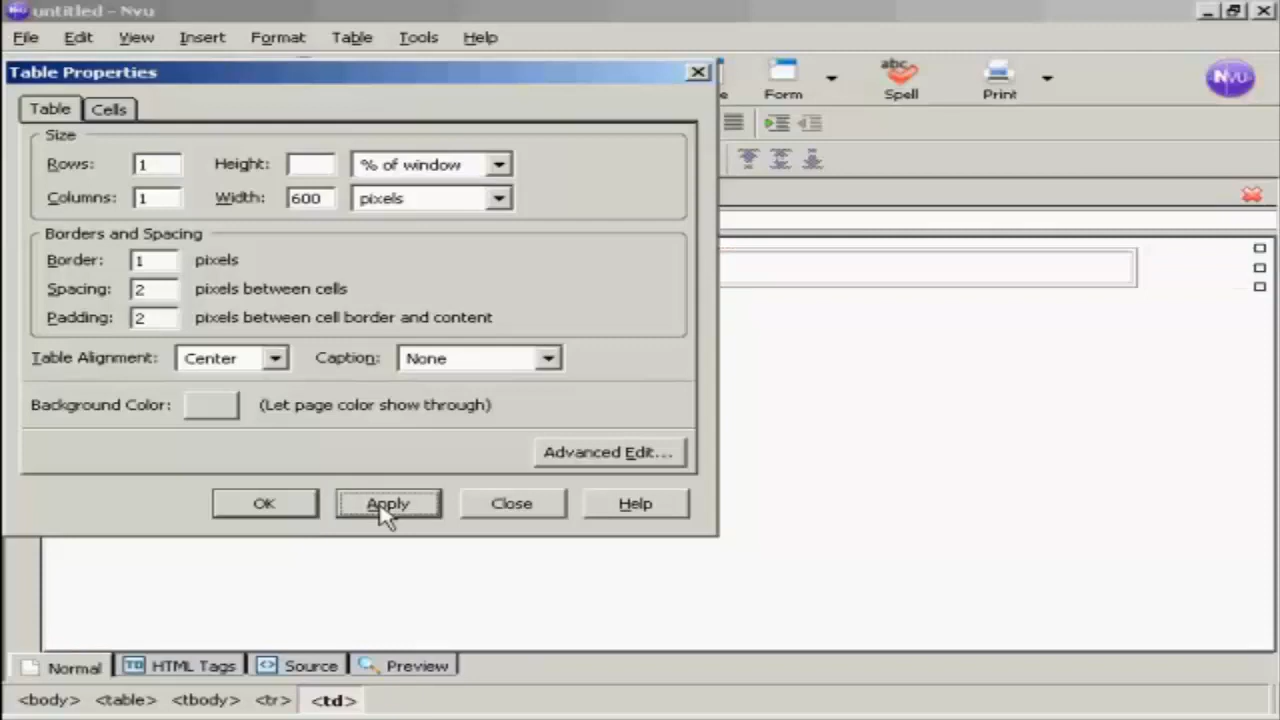 untitled - Nvu
File Edit View Insert Format Table Tools Help
Table Properties
Form abc Spell Print NVU
Table Cells
Size
Rows: 1 Height: % of window
Columns: 1 Width: 600 pixels
Borders and Spacing
Border: 1 pixels
Spacing: 2 pixels between cells
Padding: 2 pixels between cell border and content
Table Alignment: Center Caption: None
Background Color: (Let page color show through)
Advanced Edit...
OK Apply Close Help
Normal TD HTML Tags Source Preview
<body> <table> <tbody> <tr> <td>